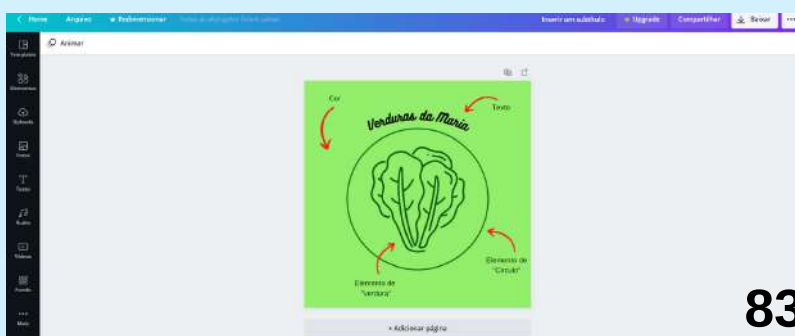 Home Arquivo Redimensionar Inserir um subtítulo Upgrade Compartilhar Baixar
Animar
Templates
Elementos
Uploads
Fotos
Texto
Áudio
Vídeos
Fundo
Mais
Cor
Texto
Verduras da Maria
Elemento de
"Círculo"
Elemento de
"verdura"
+ Adicionar página
83